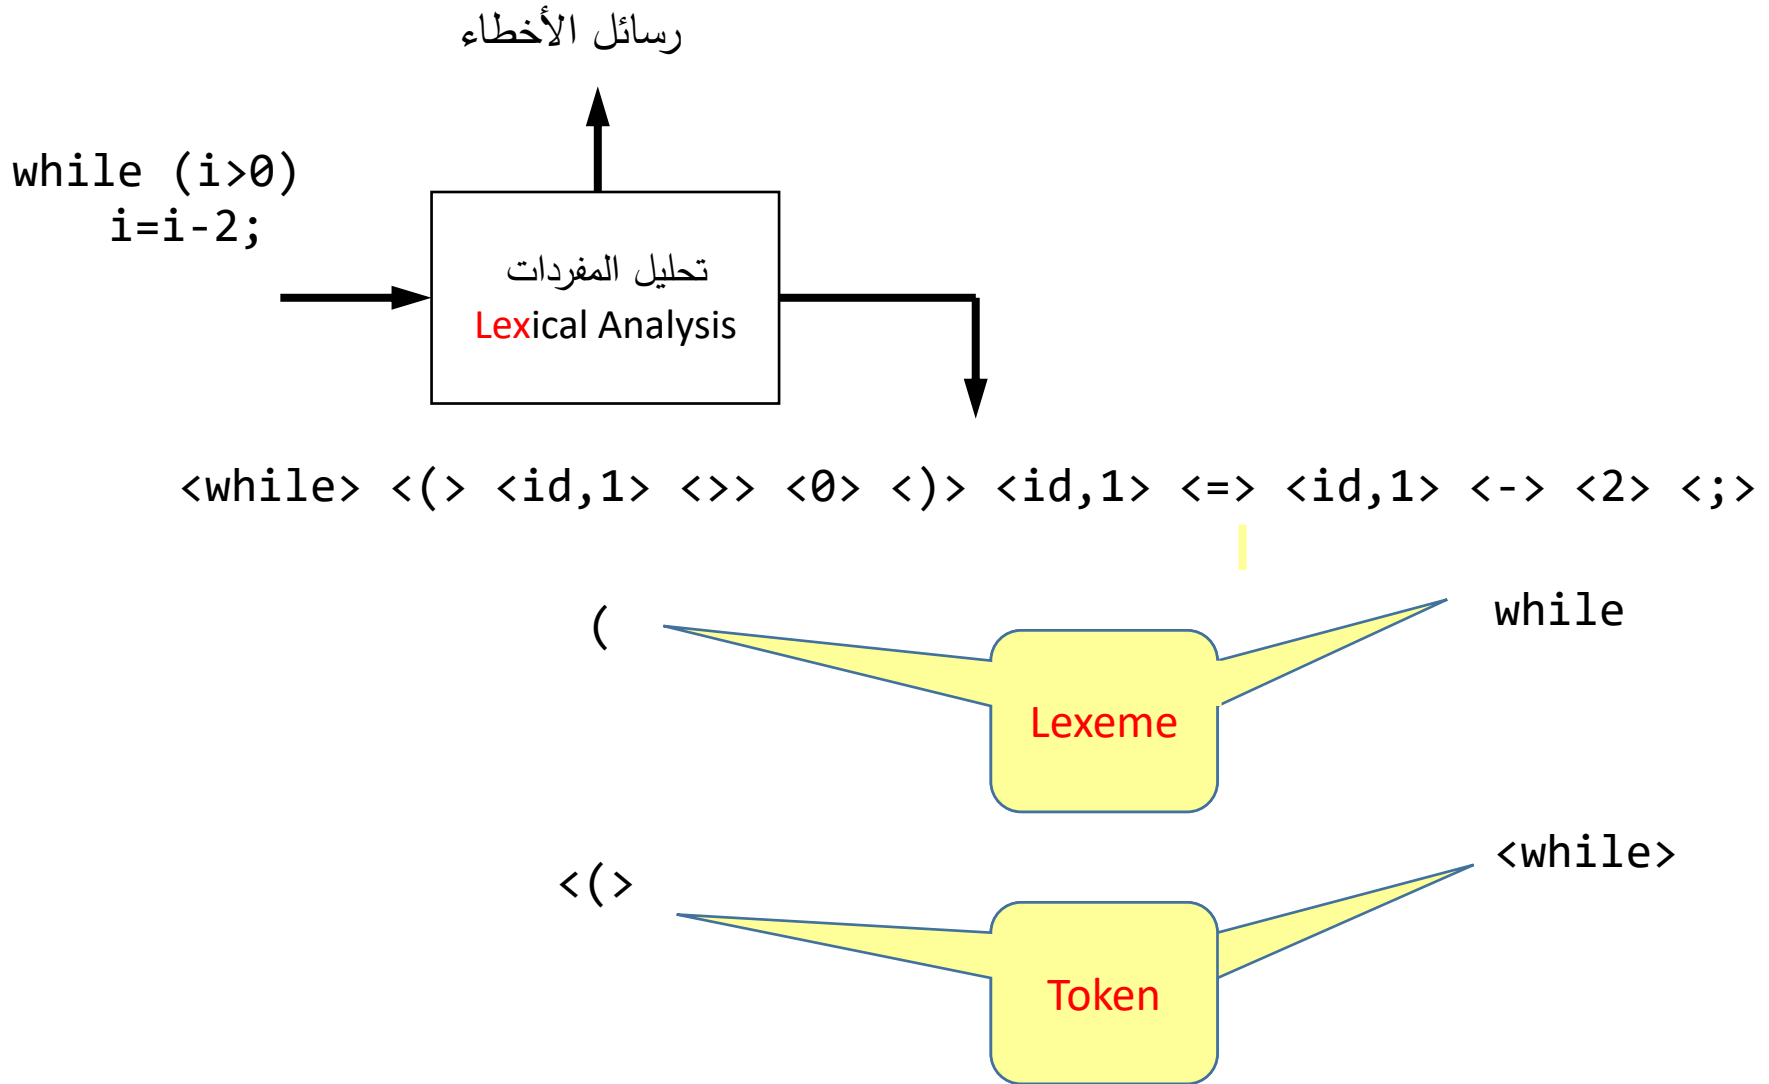 رسائل الأخطاء
while (i>0)
i=i-2;
تحليل المفردات
Lexical Analysis
<while> <(> <id,1> <>> <0> <)> <id,1> <=> <id,1> <-> <2> <;>
( while
Lexeme
<(> <while>
Token